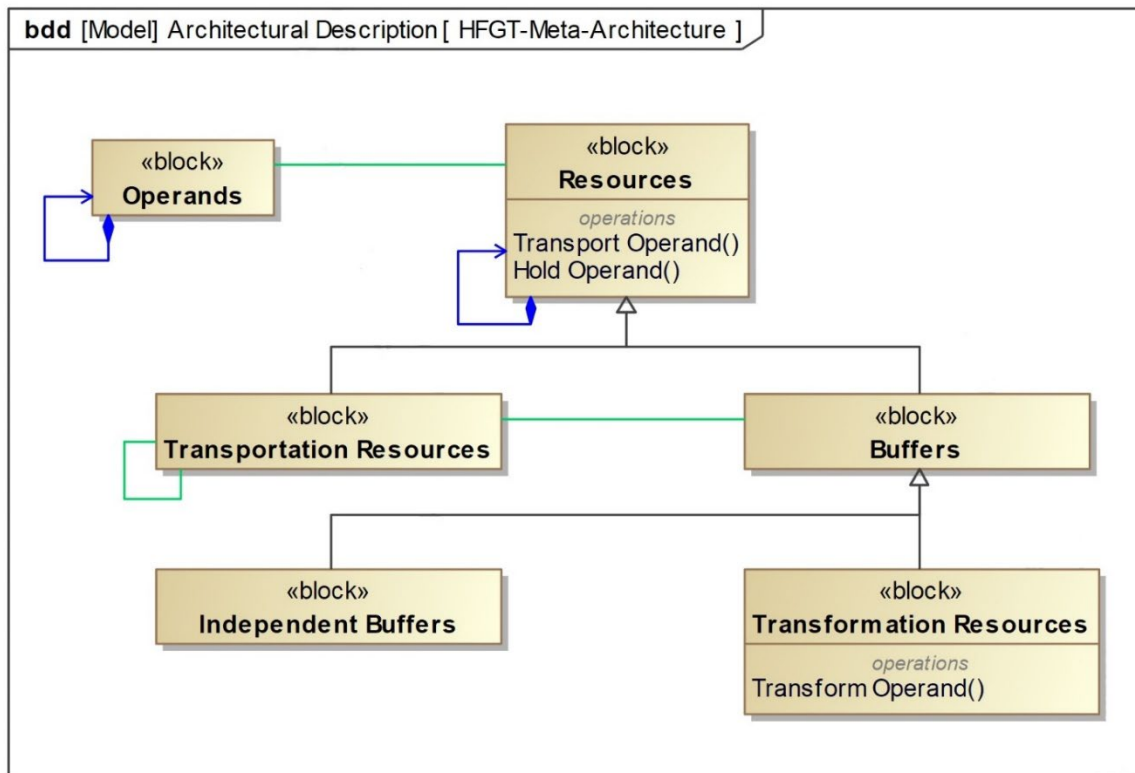 bdd [Model] Architectural Description [ HFGT-Meta-Architecture ]
«block»
Operands
«block»
Resources
operations
Transport Operand()
Hold Operand()
«block»
Transportation Resources
«block»
Buffers
«block»
Independent Buffers
«block»
Transformation Resources
operations
Transform Operand()